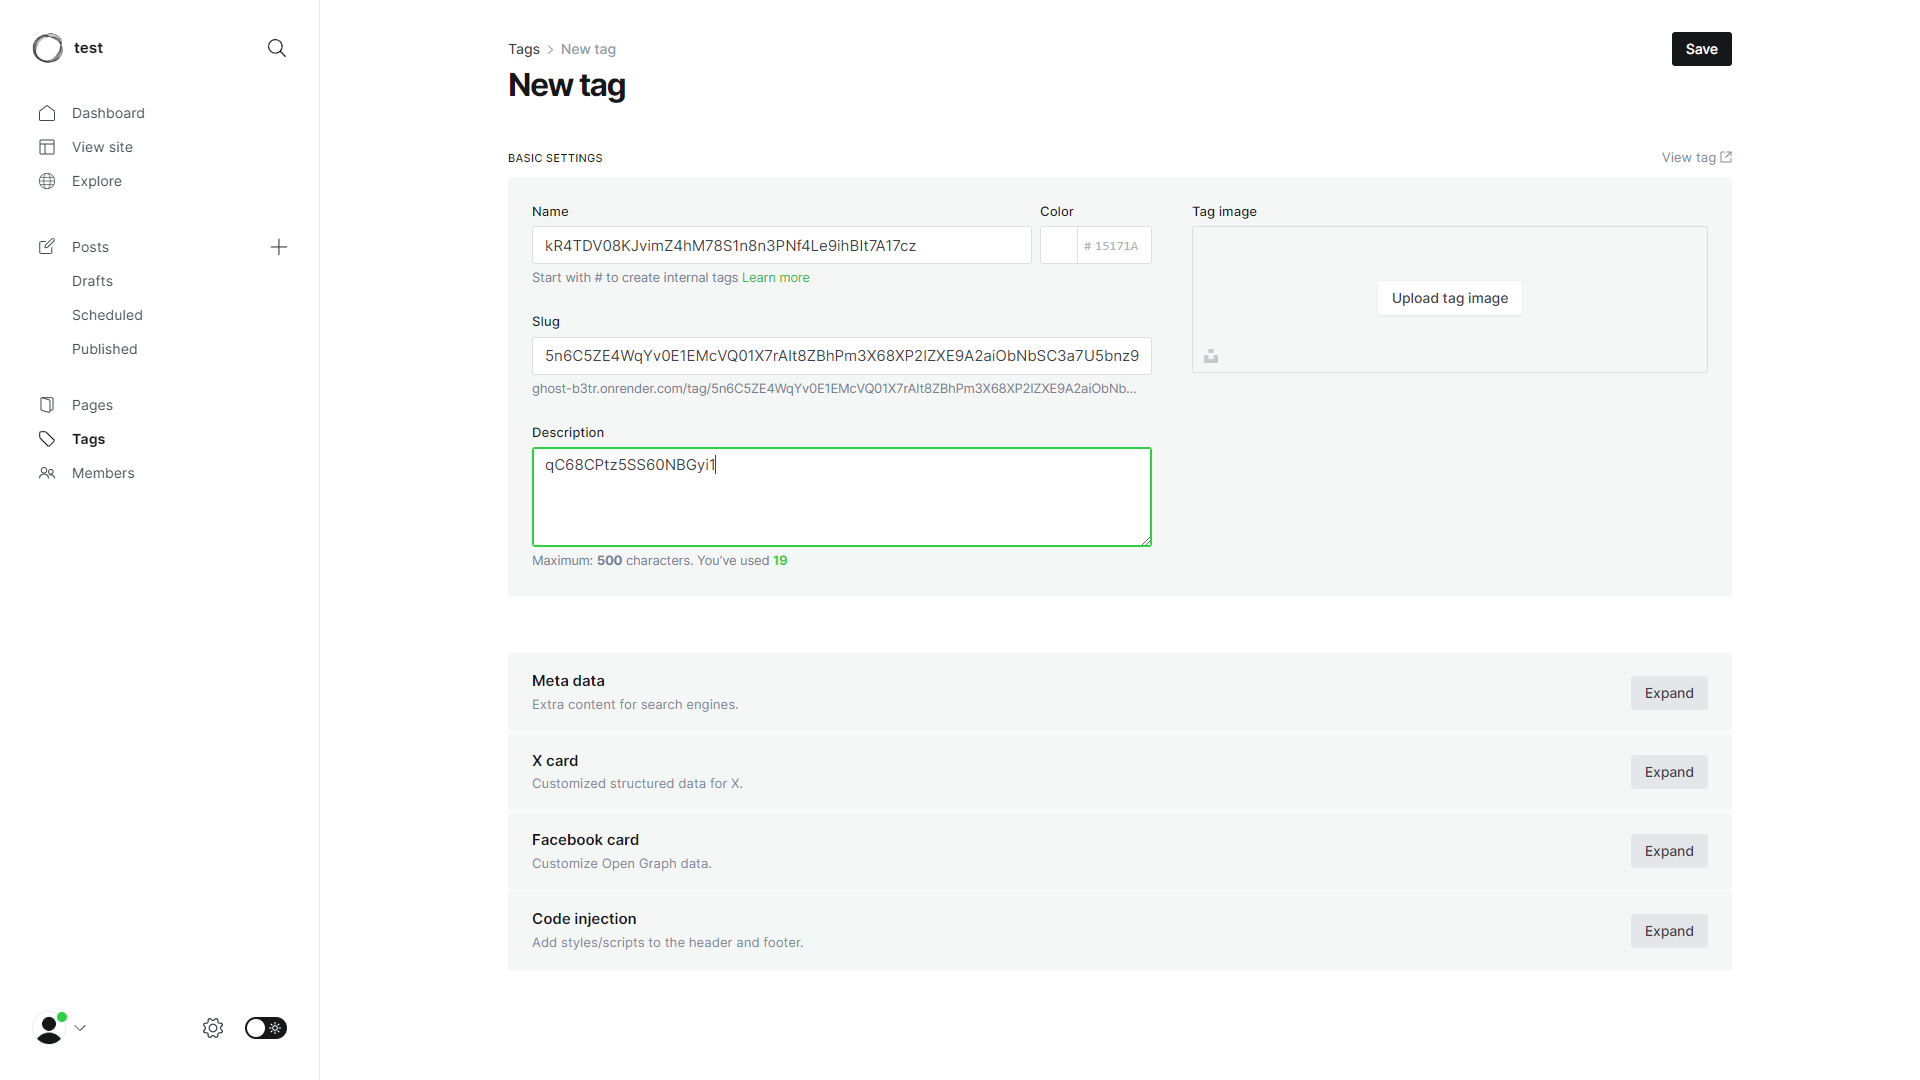 test
Dashboard
View site
Explore
Posts
Drafts
Scheduled
Published
Pages
Tags
Members
Tags > New tag
New tag
Save
BASIC SETTINGS
View tag
Name
kR4TDV08KJvimZ4hM78S1n8n3PNf4Le9ihBIt7A17cz
Start with # to create internal tags Learn more
Color
# 15171A
Slug
5n6C5ZE4WqYv0E1EMcVQ01X7rAIt8ZBhPm3X68XP2IZXE9A2aiObNbSC3a7U5bnz9
ghost-b3tr.onrender.com/tag/5n6C5ZE4WqYv0E1EMcVQ01X7rAIt8ZBhPm3X68XP2IZXE9A2aiObNb...
Description
qC68CPtz5SS60NBGyi1
Maximum: 500 characters. You've used 19
Tag image
Upload tag image
Meta data
Extra content for search engines.
Expand
X card
Customized structured data for X.
Expand
Facebook card
Customize Open Graph data.
Expand
Code injection
Add styles/scripts to the header and footer.
Expand